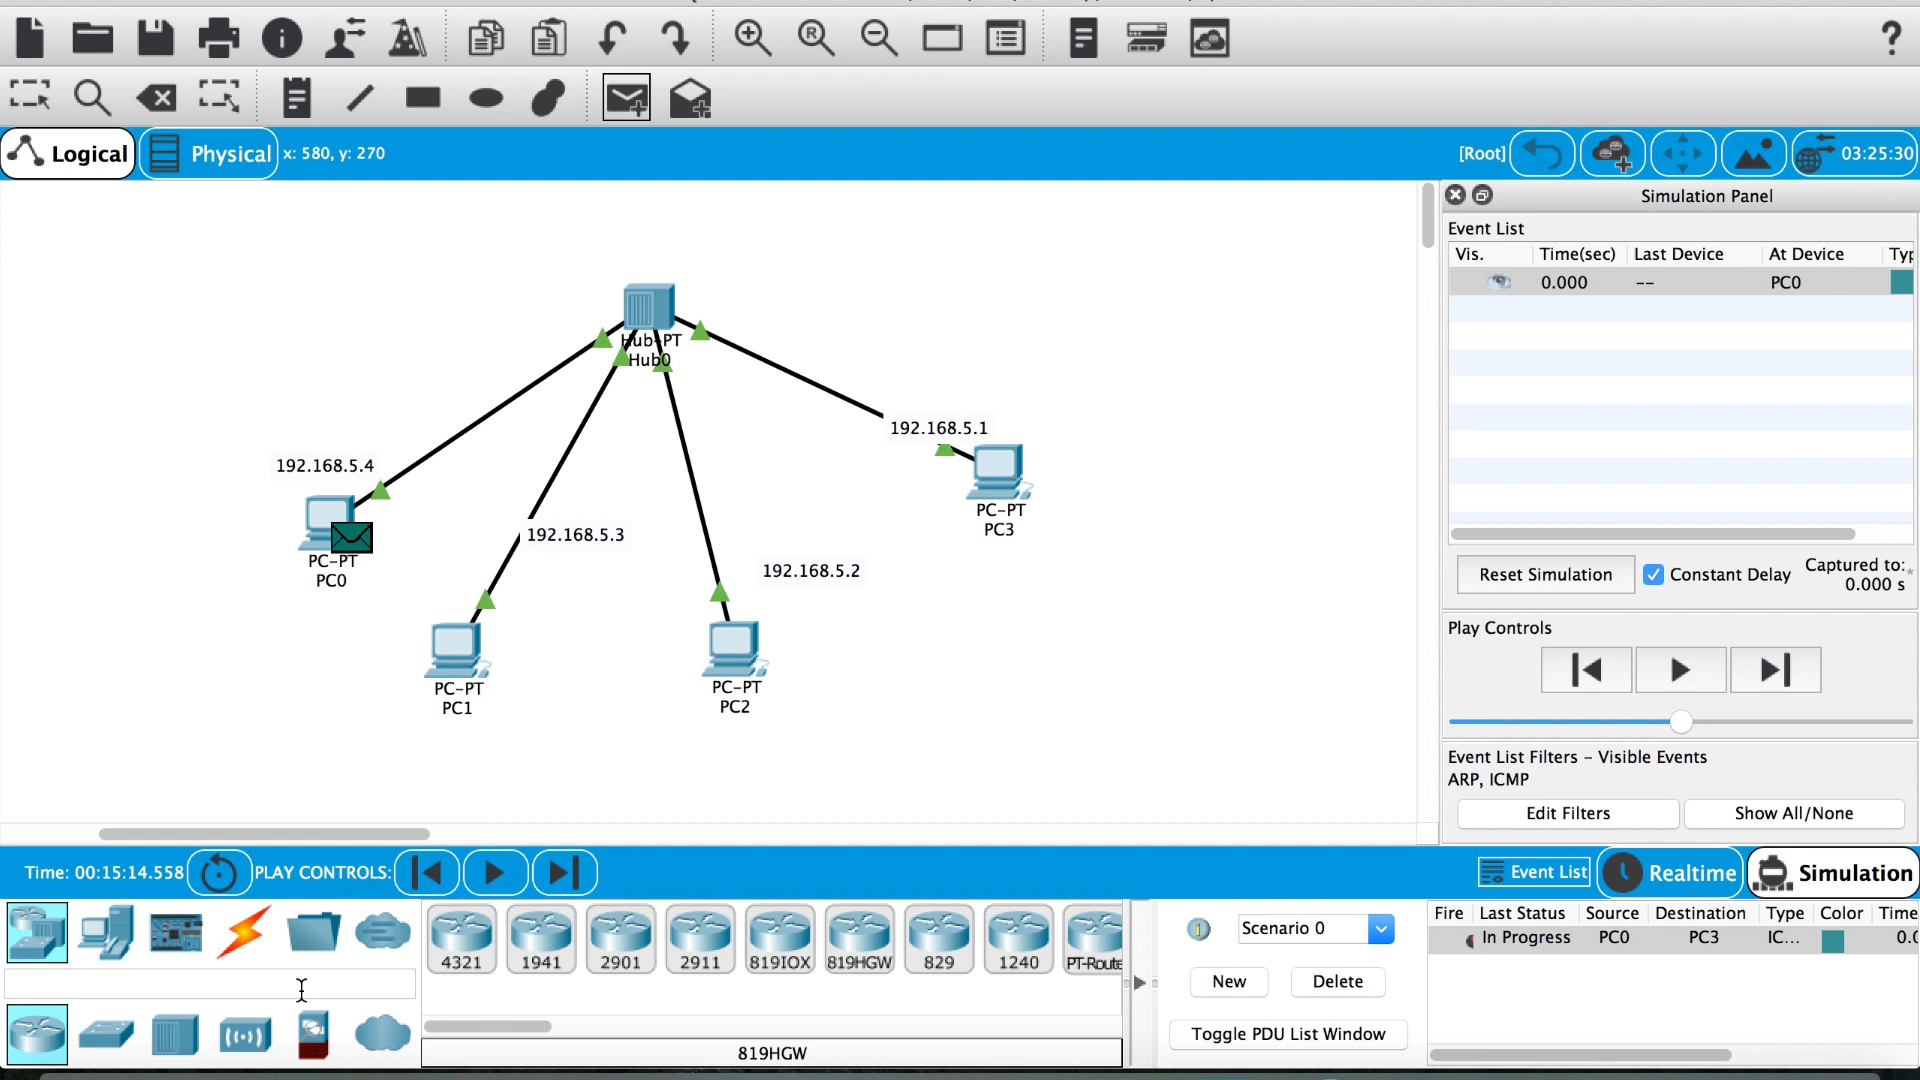 Logical
Physical
x: 580, y: 270
[Root]
03:25:30
Simulation Panel
Event List
Vis. Time(sec) Last Device At Device Typ
0.000 -- PC0
Hub-PT
Hub0
192.168.5.1
192.168.5.4
PC-PT
PC3
192.168.5.3
192.168.5.2
PC-PT
PC0
PC-PT
PC1
PC-PT
PC2
Reset Simulation
Constant Delay
Captured to:*
0.000 s
Play Controls
Event List Filters - Visible Events
ARP, ICMP
Edit Filters
Show All/None
Time: 00:15:14.558
PLAY CONTROLS:
Event List
Realtime
Simulation
4321
1941
2901
2911
819IOX
819HGW
829
1240
PT-Route
819HGW
Scenario 0
New
Delete
Toggle PDU List Window
Fire Last Status Source Destination Type Color Time
In Progress PC0 PC3 IC... 0.0